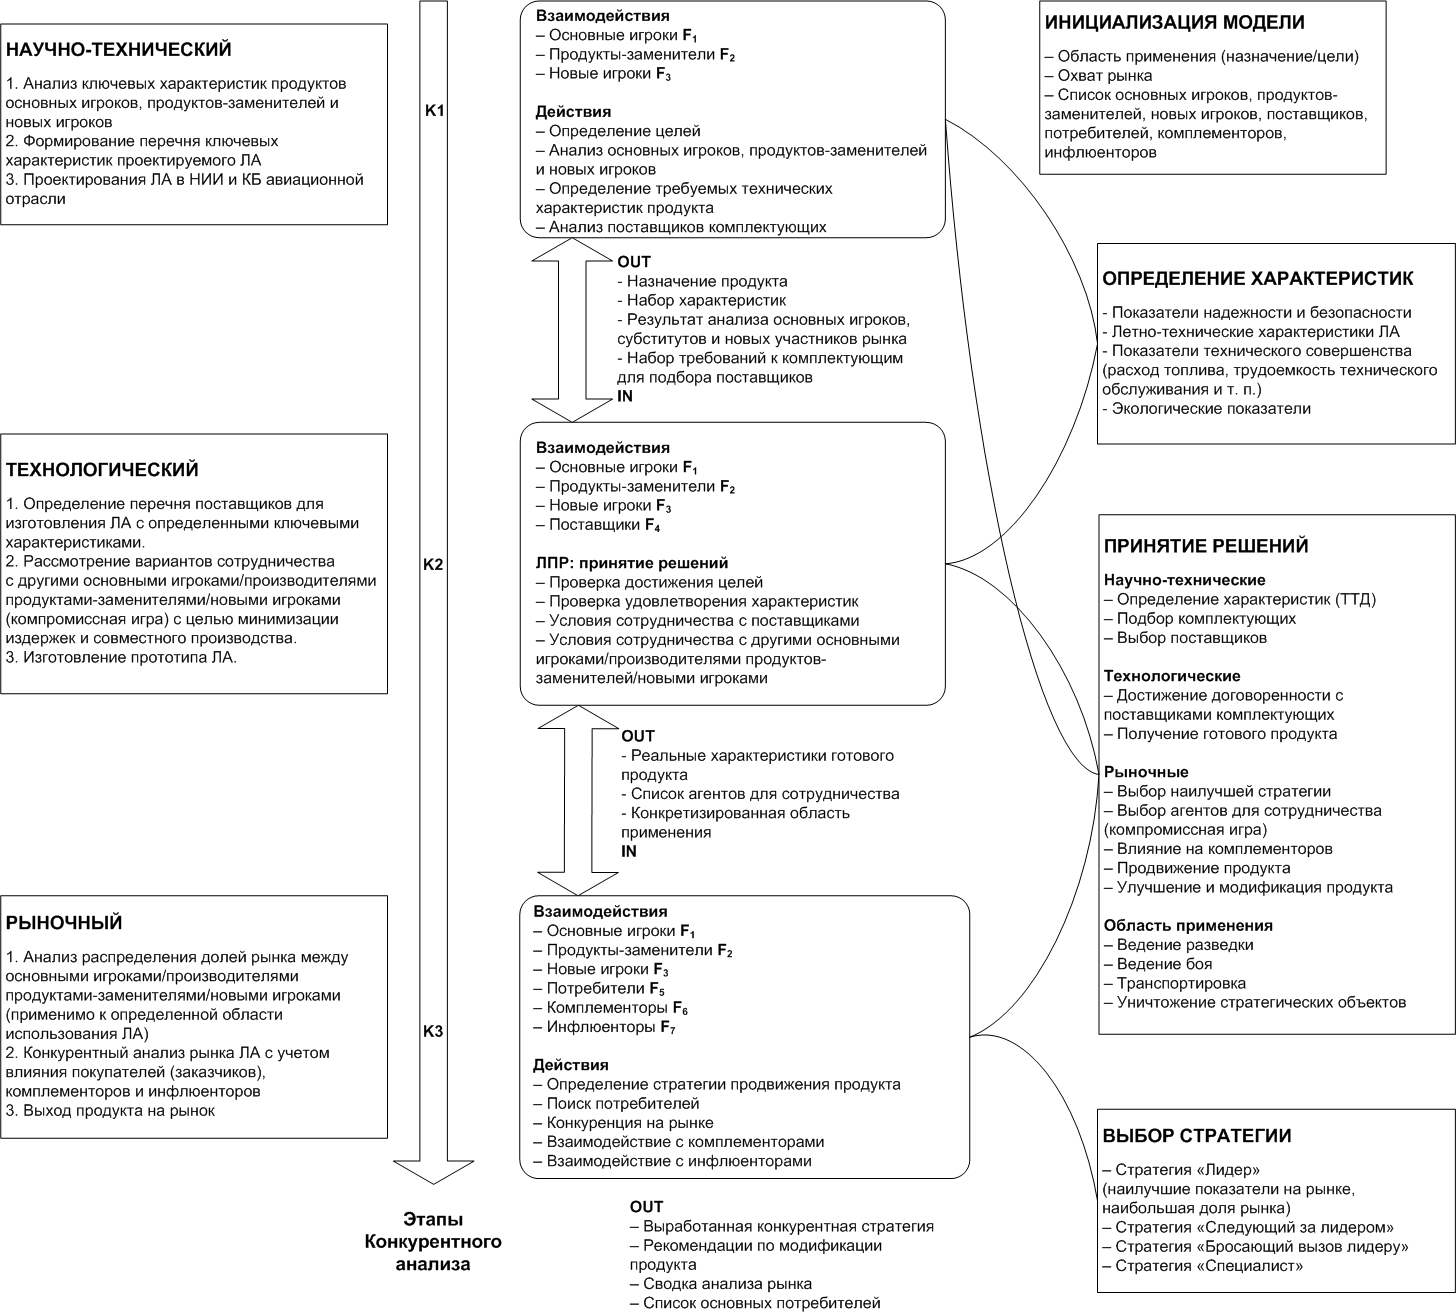 НАУЧНО-ТЕХНИЧЕСКИЙ
1. Анализ ключевых характеристик продуктов
основных игроков, продуктов-заменителей и
новых игроков
2. Формирование перечня ключевых
характеристик проектируемого ЛА
3. Проектирования ЛА в НИИ и КБ авиационной
отрасли
ТЕХНОЛОГИЧЕСКИЙ
1. Определение перечня поставщиков для
изготовления ЛА с определенными ключевыми
характеристиками.
2. Рассмотрение вариантов сотрудничества
с другими основными игроками/производителями
продуктами-заменителями/новыми игроками
(компромиссная игра) с целью минимизации
издержек и совместного производства.
3. Изготовление прототипа ЛА.
РЫНОЧНЫЙ
1. Анализ распределения долей рынка между
основными игроками/производителями
продуктами-заменителями/новыми игроками
(применимо к определенной области
использования ЛА)
2. Конкурентный анализ рынка ЛА с учетом
влияния покупателей (заказчиков),
комплементоров и инфлюенторов
3. Выход продукта на рынок
K1
K2
K3
Этапы
Конкурентного
анализа
Взаимодействия
– Основные игроки F1
– Продукты-заменители F2
– Новые игроки F3
Действия
– Определение целей
– Анализ основных игроков, продуктов-заменителей
и новых игроков
– Определение требуемых технических
характеристик продукта
– Анализ поставщиков комплектующих
OUT
- Назначение продукта
- Набор характеристик
- Результат анализа основных игроков,
субститутов и новых участников рынка
- Набор требований к комплектующим
для подбора поставщиков
IN
Взаимодействия
– Основные игроки F1
– Продукты-заменители F2
– Новые игроки F3
– Поставщики F4
ЛПР: принятие решений
– Проверка достижения целей
– Проверка удовлетворения характеристик
– Условия сотрудничества с поставщиками
– Условия сотрудничества с другими основными
игроками/производителями продуктов-
заменителей/новыми игроками
OUT
- Реальные характеристики готового
продукта
- Список агентов для сотрудничества
- Конкретизированная область
применения
IN
Взаимодействия
– Основные игроки F1
– Продукты-заменители F2
– Новые игроки F3
– Потребители F5
– Комплементоры F6
– Инфлюенторы F7
Действия
– Определение стратегии продвижения продукта
– Поиск потребителей
– Конкуренция на рынке
– Взаимодействие с комплементорами
– Взаимодействие с инфлюенторами
OUT
– Выработанная конкурентная стратегия
– Рекомендации по модификации
продукта
– Сводка анализа рынка
– Список основных потребителей
ИНИЦИАЛИЗАЦИЯ МОДЕЛИ
– Область применения (назначение/цели)
– Охват рынка
– Список основных игроков, продуктов-
заменителей, новых игроков, поставщиков,
потребителей, комплементоров,
инфлюенторов
ОПРЕДЕЛЕНИЕ ХАРАКТЕРИСТИК
- Показатели надежности и безопасности
- Летно-технические характеристики ЛА
- Показатели технического совершенства
(расход топлива, трудоемкость технического
обслуживания и т. п.)
- Экологические показатели
ПРИНЯТИЕ РЕШЕНИЙ
Научно-технические
– Определение характеристик (ТТД)
– Подбор комплектующих
– Выбор поставщиков
Технологические
– Достижение договоренности с
поставщиками комплектующих
– Получение готового продукта
Рыночные
– Выбор наилучшей стратегии
– Выбор агентов для сотрудничества
(компромиссная игра)
– Влияние на комплементоров
– Продвижение продукта
– Улучшение и модификация продукта
Область применения
– Ведение разведки
– Ведение боя
– Транспортировка
– Уничтожение стратегических объектов
ВЫБОР СТРАТЕГИИ
– Стратегия «Лидер»
(наилучшие показатели на рынке,
наибольшая доля рынка)
– Стратегия «Следующий за лидером»
– Стратегия «Бросающий вызов лидеру»
– Стратегия «Специалист»